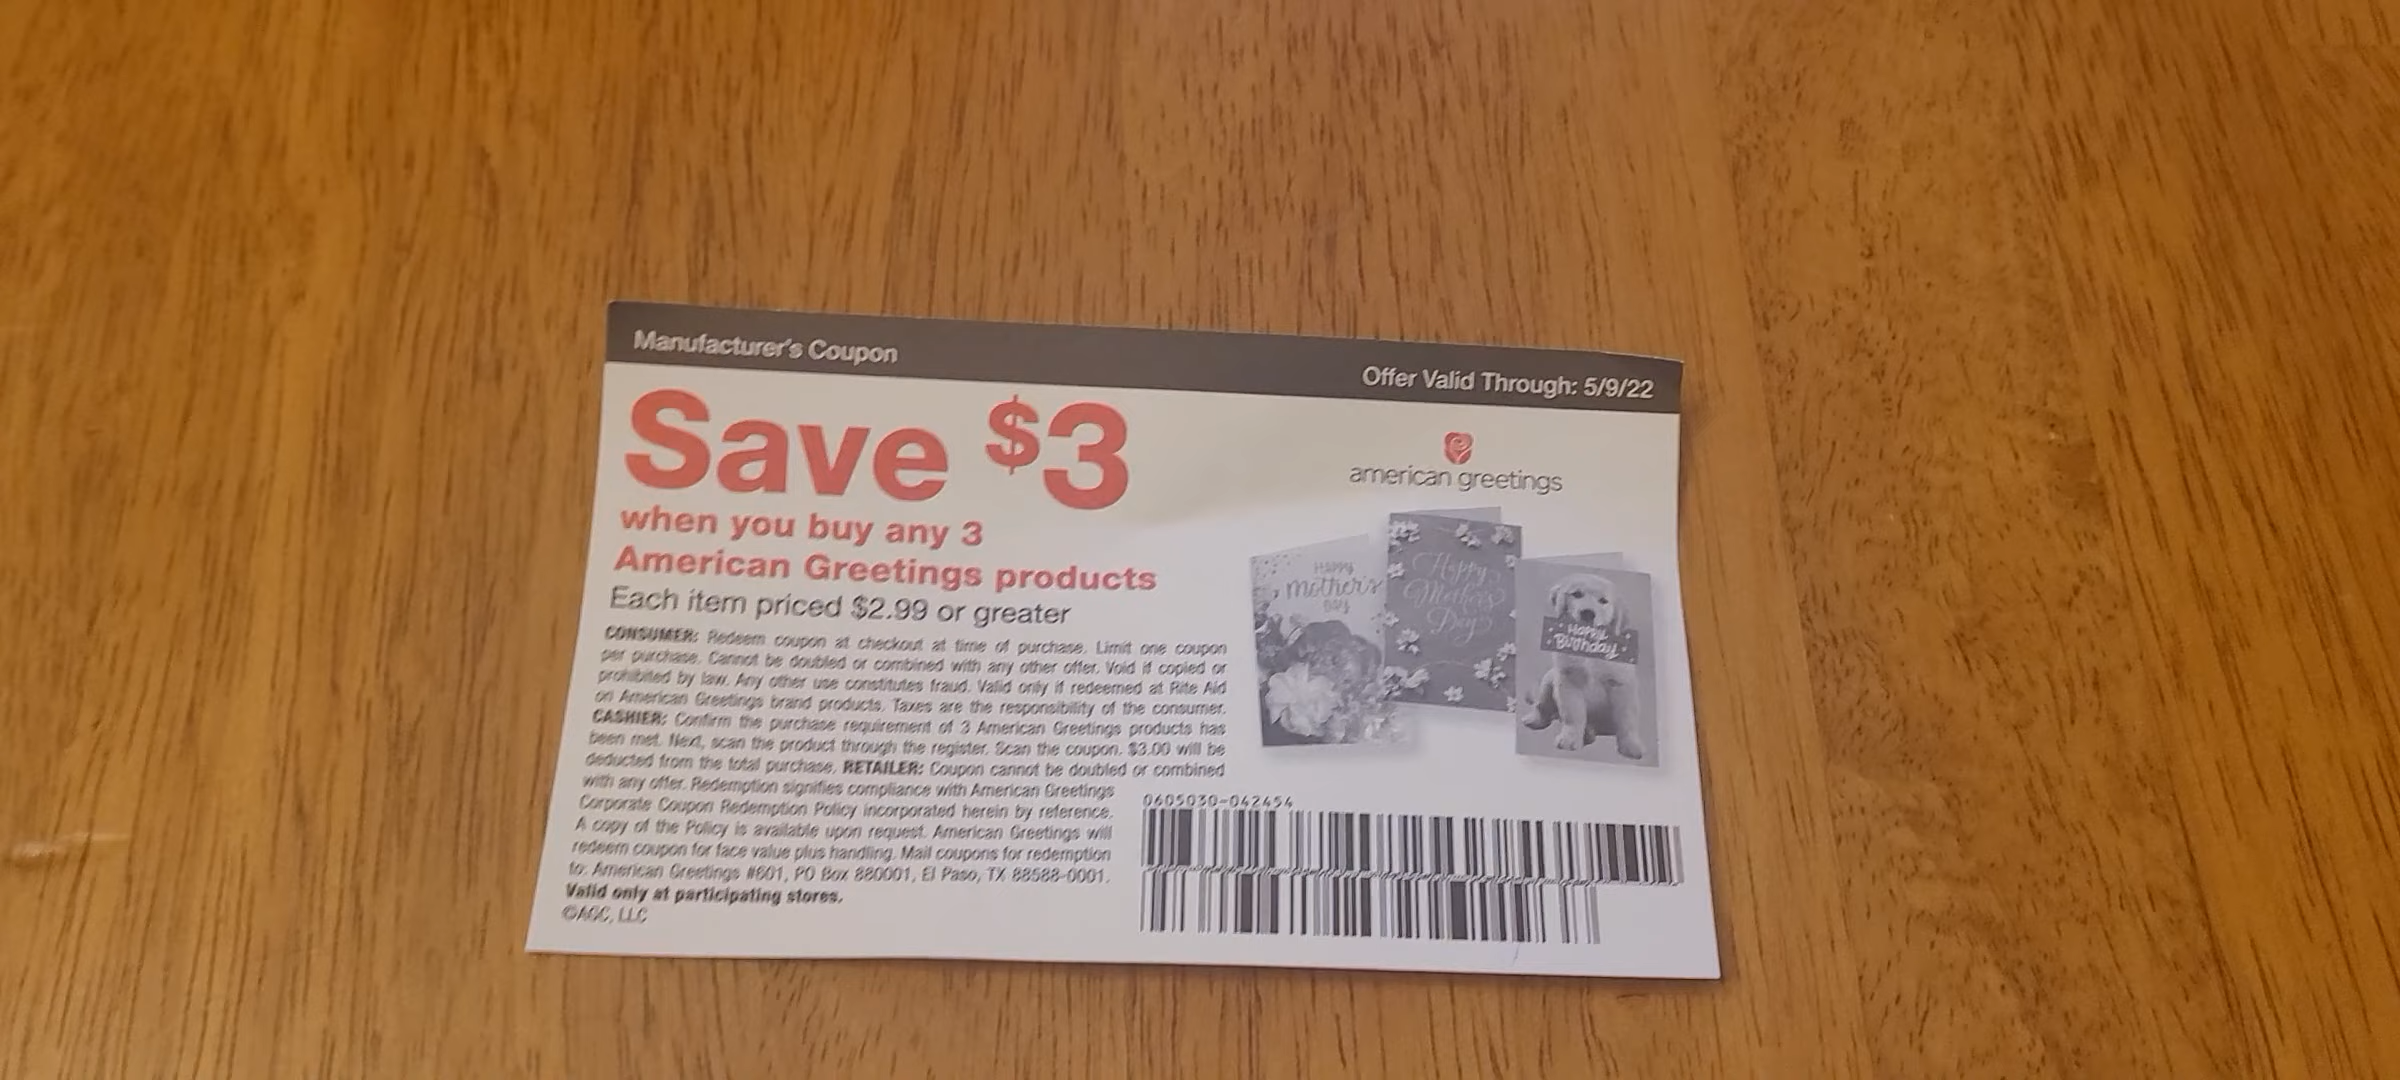 Manufacturer's Coupon
Offer Valid Through: 5/9/22
Save $3
when you buy any 3
American Greetings products
Each item priced $2.99 or greater
american greetings
HAPPY
mother's
DAY
Happy
Mother's
Day
Happy
Birthday
CONSUMER: Redeem coupon at checkout at time of purchase. Limit one coupon
per purchase. Cannot be doubled or combined with any other offer. Void if copied or
prohibited by law. Any other use constitutes fraud. Valid only if redeemed at Rite Aid
on American Greetings brand products. Taxes are the responsibility of the consumer.
CASHIER: Confirm the purchase requirement of 3 American Greetings products has
been met. Next, scan the product through the register. Scan the coupon. $3.00 will be
deducted from the total purchase. RETAILER: Coupon cannot be doubled or combined
with any offer. Redemption signifies compliance with American Greetings
Corporate Coupon Redemption Policy incorporated herein by reference.
A copy of the Policy is available upon request. American Greetings will
redeem coupon for face value plus handling. Mail coupons for redemption
to: American Greetings #601, PO Box 880001, El Paso, TX 88588-0001.
Valid only at participating stores.
©AGC, LLC
0605030-042454